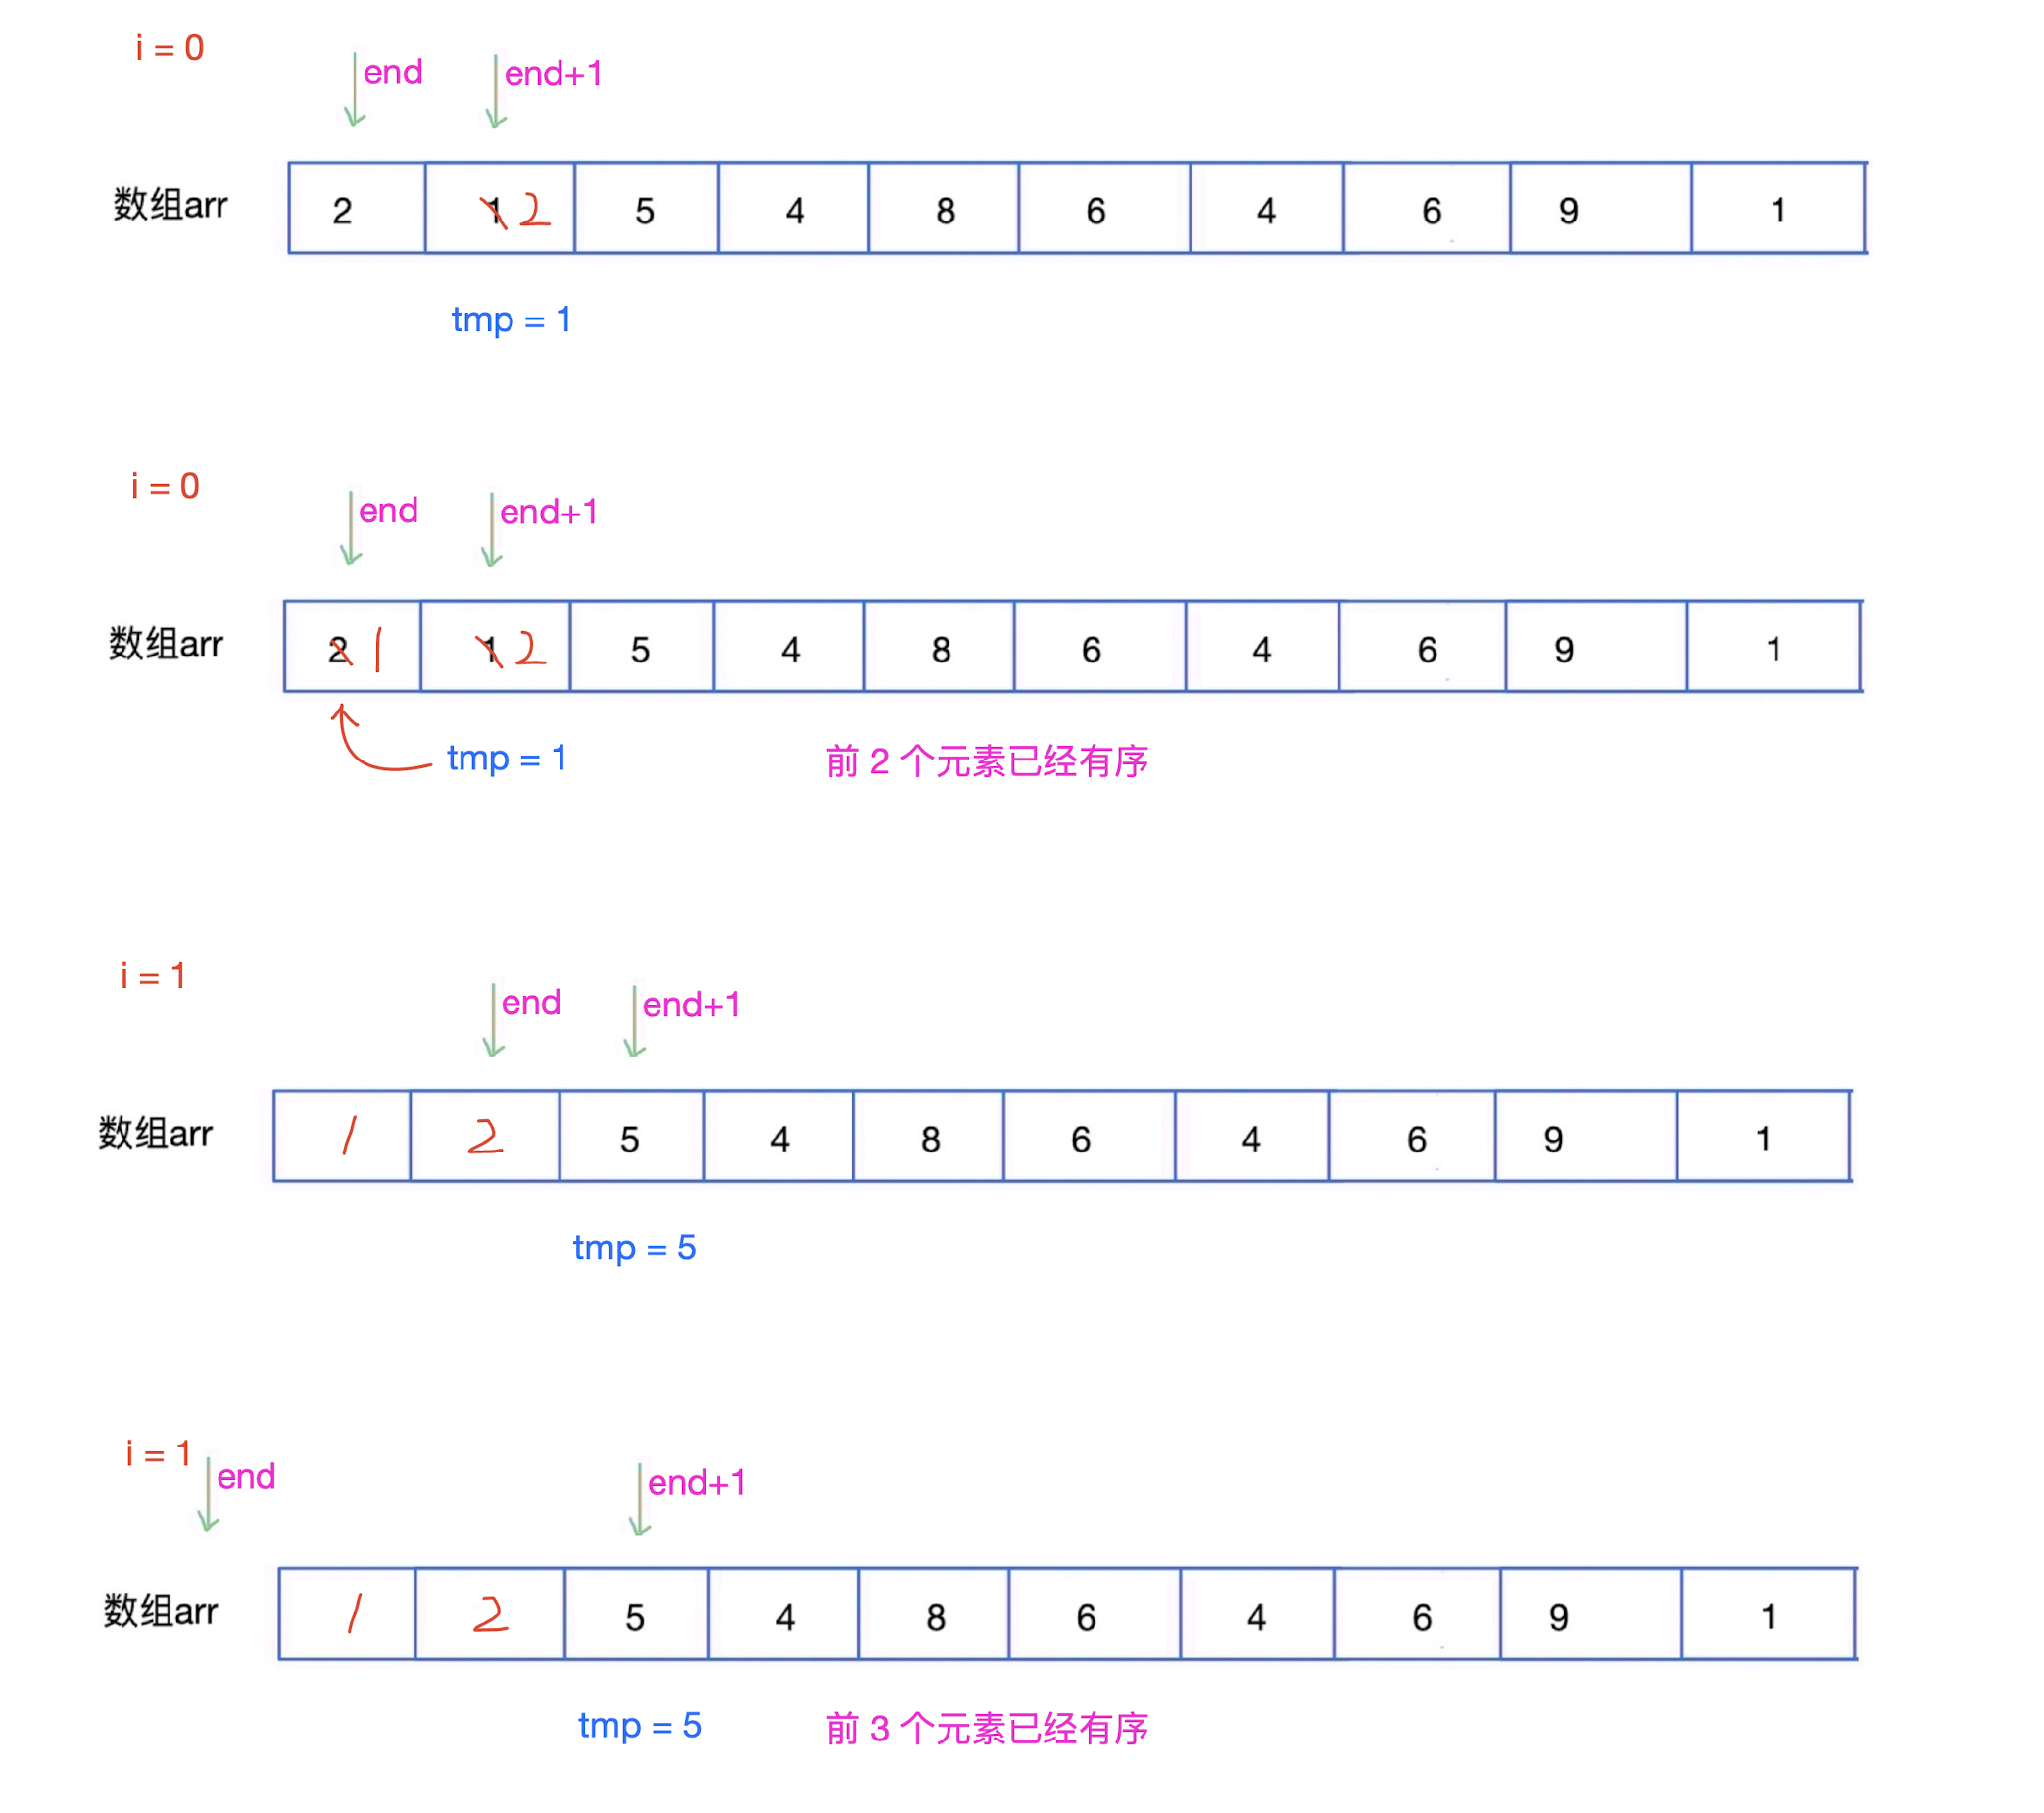 i = 0
end end+1
数组arr 2 1 2 5 4 8 6 4 6 9 1
tmp = 1
i = 0
end end+1
数组arr 2 1 1 2 5 4 8 6 4 6 9 1
tmp = 1 前 2 个元素已经有序
i = 1
end end+1
数组arr 1 2 5 4 8 6 4 6 9 1
tmp = 5
i = 1
end end+1
数组arr 1 2 5 4 8 6 4 6 9 1
tmp = 5 前 3 个元素已经有序